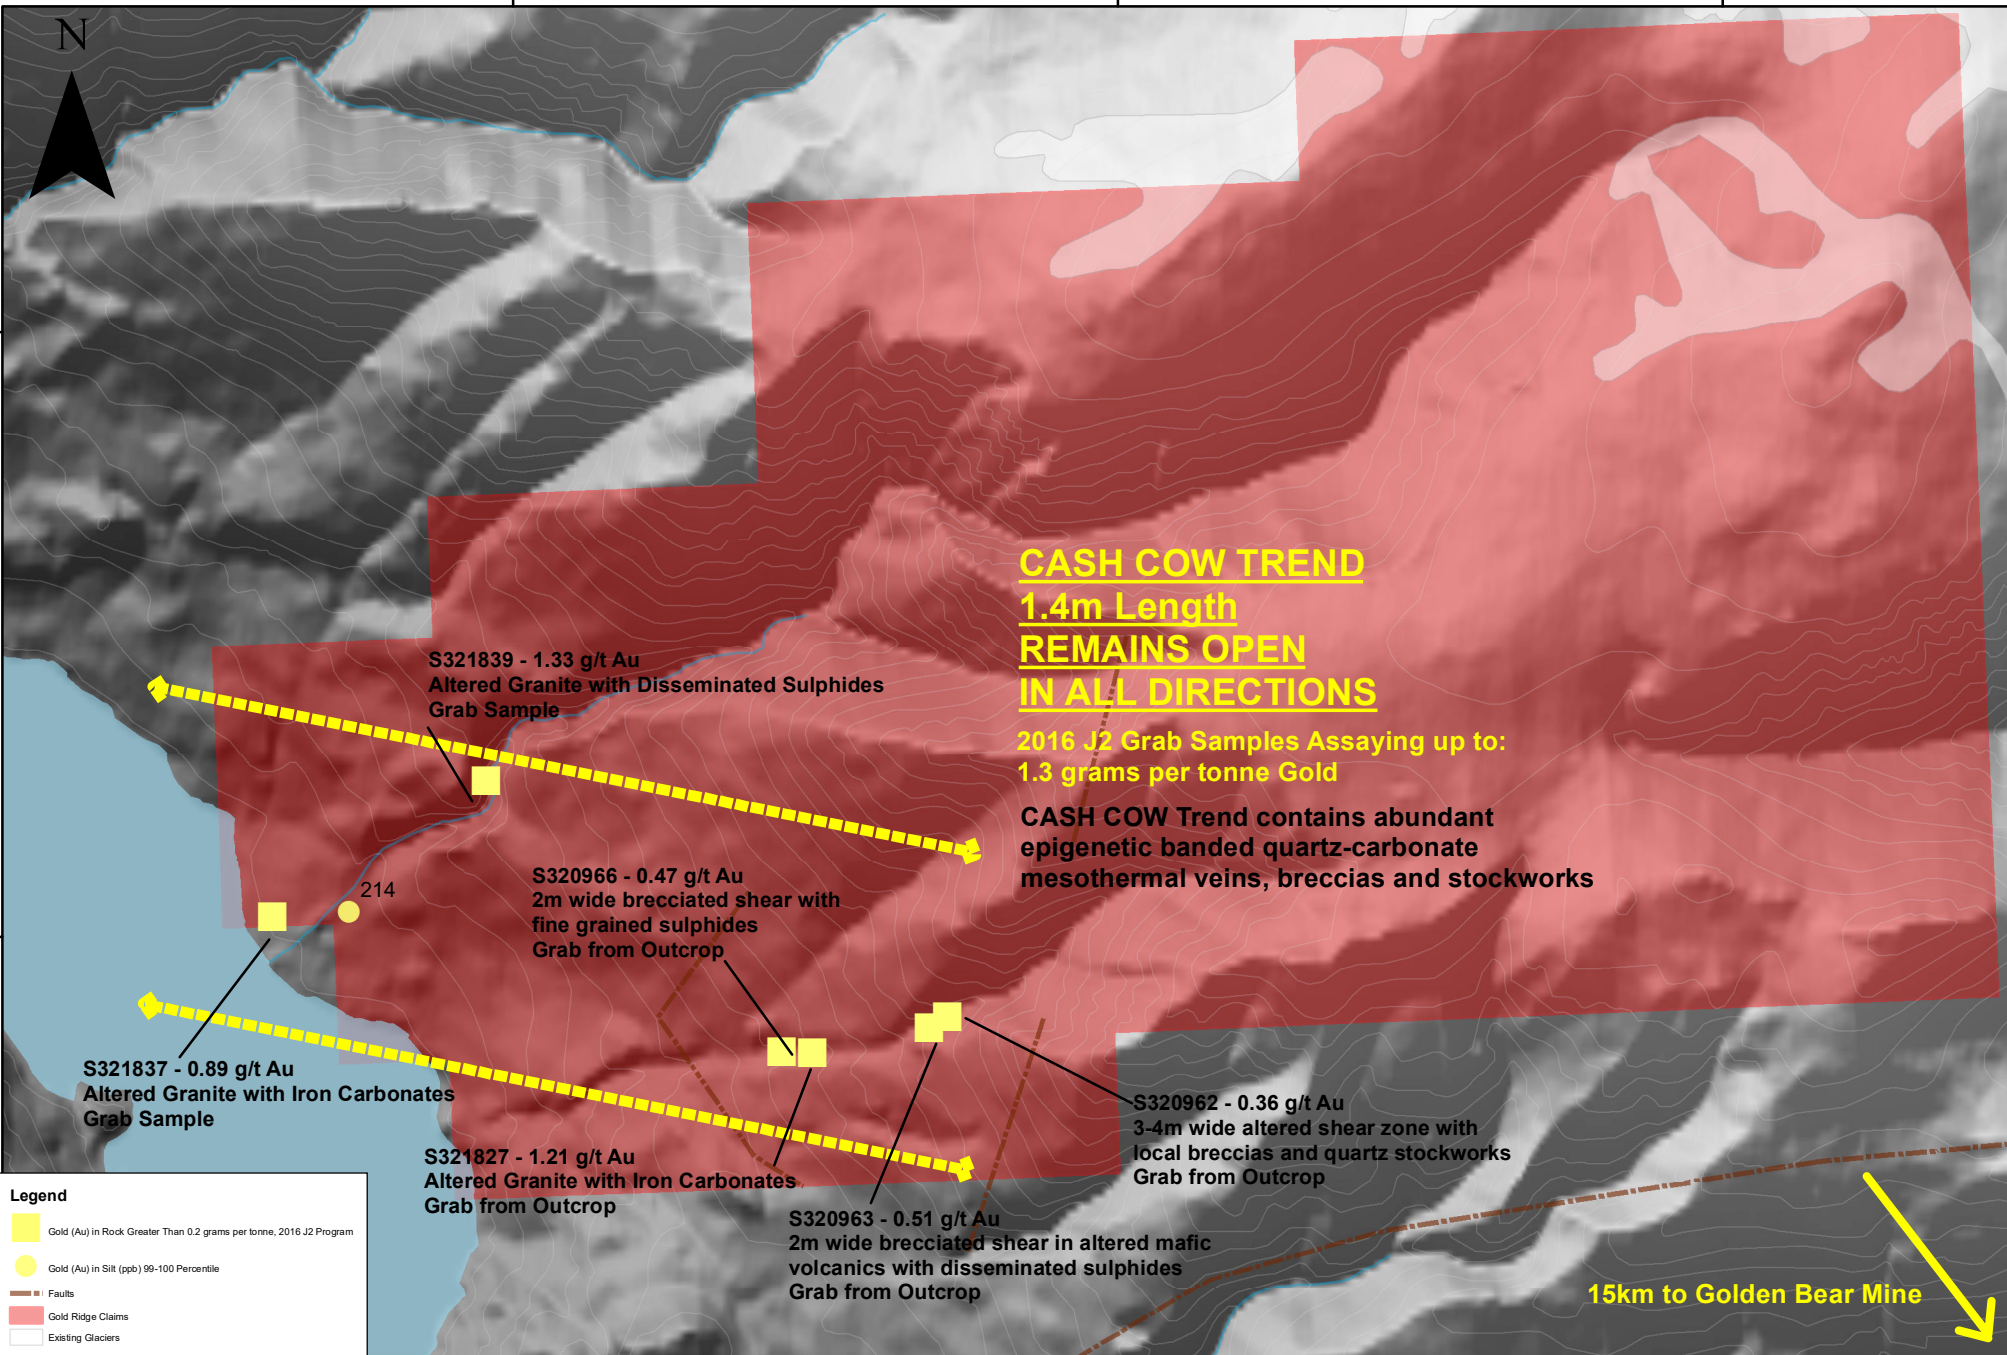 N
CASH COW TREND
1.4m Length
REMAINS OPEN
IN ALL DIRECTIONS
2016 J2 Grab Samples Assaying up to:
1.3 grams per tonne Gold
CASH COW Trend contains abundant
epigenetic banded quartz-carbonate
mesothermal veins, breccias and stockworks
S321839 - 1.33 g/t Au
Altered Granite with Disseminated Sulphides
Grab Sample
214
S320966 - 0.47 g/t Au
2m wide brecciated shear with
fine grained sulphides
Grab from Outcrop
S321837 - 0.89 g/t Au
Altered Granite with Iron Carbonates
Grab Sample
S321827 - 1.21 g/t Au
Altered Granite with Iron Carbonates
Grab from Outcrop
S320962 - 0.36 g/t Au
3-4m wide altered shear zone with
local breccias and quartz stockworks
Grab from Outcrop
S320963 - 0.51 g/t Au
2m wide brecciated shear in altered mafic
volcanics with disseminated sulphides
Grab from Outcrop
15km to Golden Bear Mine
Legend
Gold (Au) in Rock Greater Than 0.2 grams per tonne, 2016 J2 Program
Gold (Au) in Silt (ppb) 99-100 Percentile
Faults
Gold Ridge Claims
Existing Glaciers